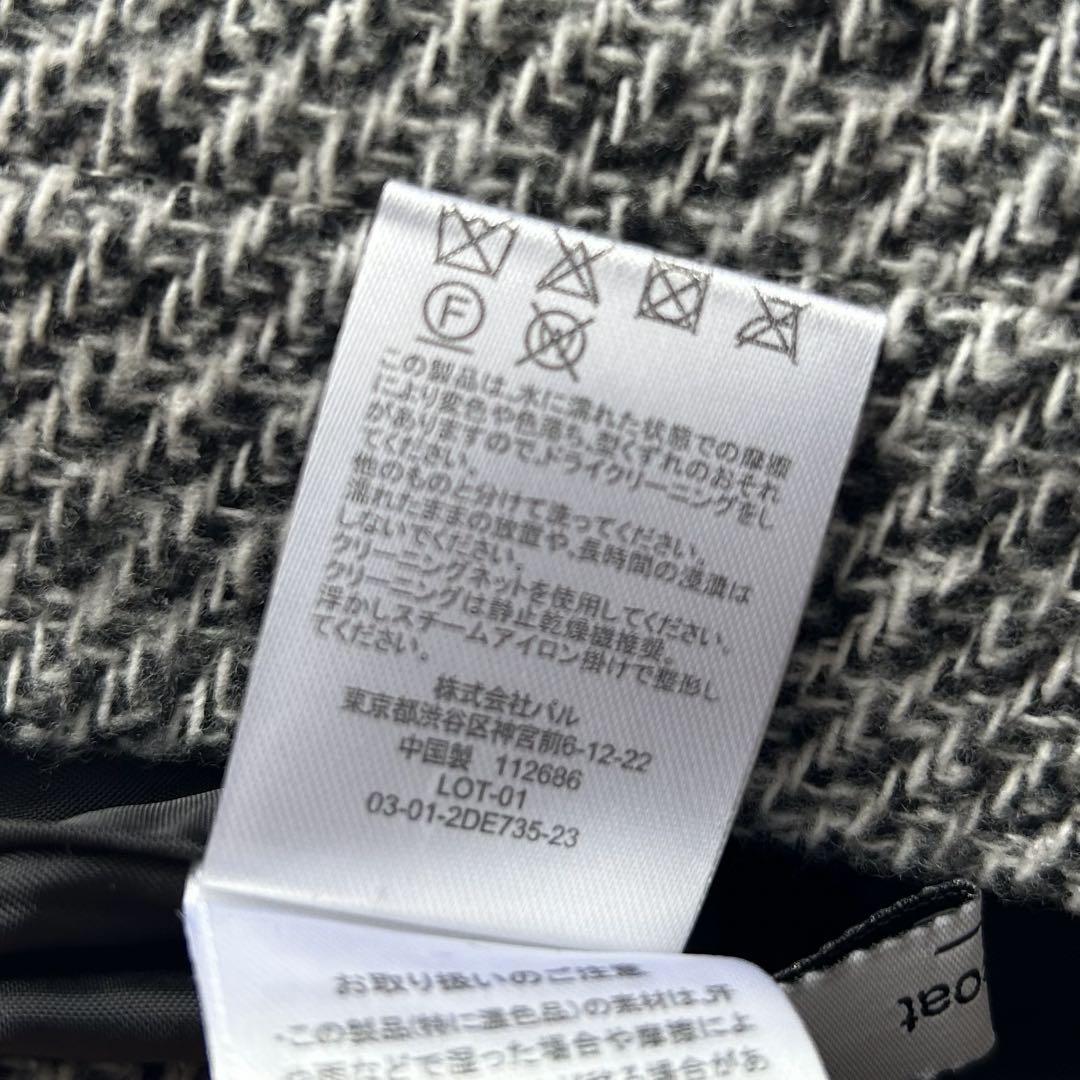 F
W
この製品は、水に濡れた状態での摩擦
により変色や色落ち、型くずれのおそれ
がありますので、ドライクリーニングをし
てください。
他のものと分けて洗ってください。
濡れたままの放置や、長時間の浸漬は
しないでください。
クリーニングネットを使用してください。
クリーニングは静止乾燥機推奨。
浮かしスチームアイロン掛けで整形し
てください。
株式会社パル
東京都渋谷区神宮前6-12-22
中国製 112686
LOT-01
03-01-2DE735-23
お取り扱いのご注意
・この製品(特に濃色品)の素材は、汗
や雨などで湿った場合や摩擦によ
場合があ
oat